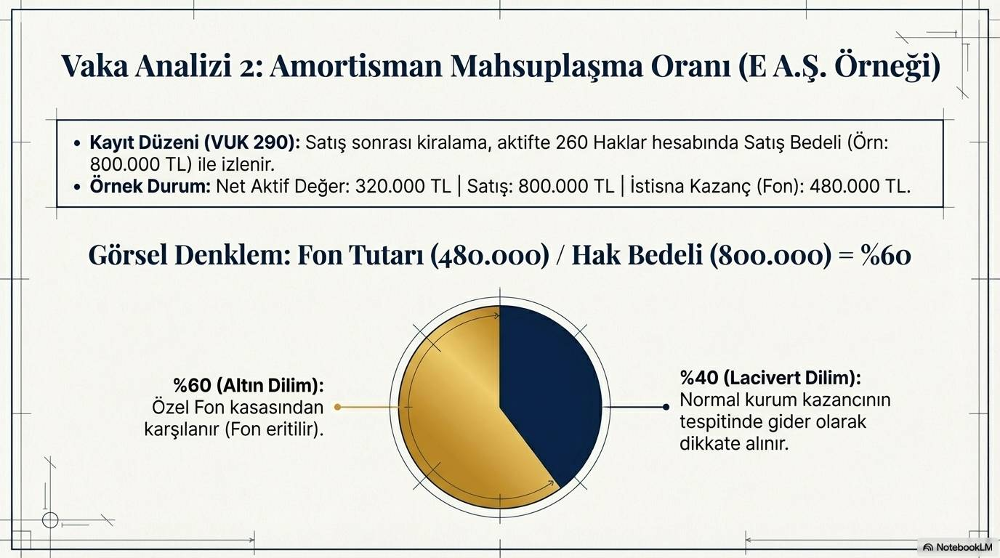 Vaka Analizi 2: Amortisman Mahsuplaşma Oranı (E A.Ş. Örneği)
• Kayıt Düzeni (VUK 290): Satış sonrası kiralama, aktifte 260 Haklar hesabında Satış Bedeli (Örn:
800.000 TL) ile izlenir.
• Örnek Durum: Net Aktif Değer: 320.000 TL | Satış: 800.000 TL | İstisna Kazanç (Fon): 480.000 TL.
Görsel Denklem: Fon Tutarı (480.000) / Hak Bedeli (800.000) = %60
%60 (Altın Dilim):
Özel Fon kasasından
karşılanır (Fon eritilir).
%40 (Lacivert Dilim):
Normal kurum kazancının
tespitinde gider olarak
dikkate alınır.
NotebookLM